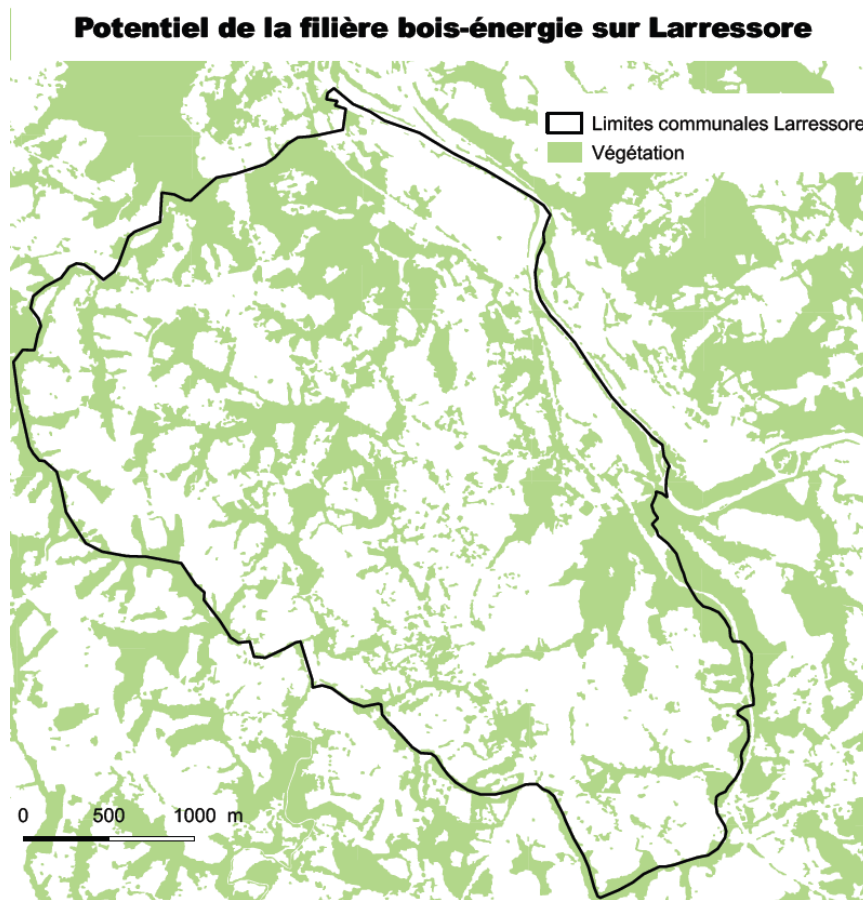 Potentiel de la filière bois-énergie sur Larressore
Limites communales Larressore
Végétation
0 500 1000 m